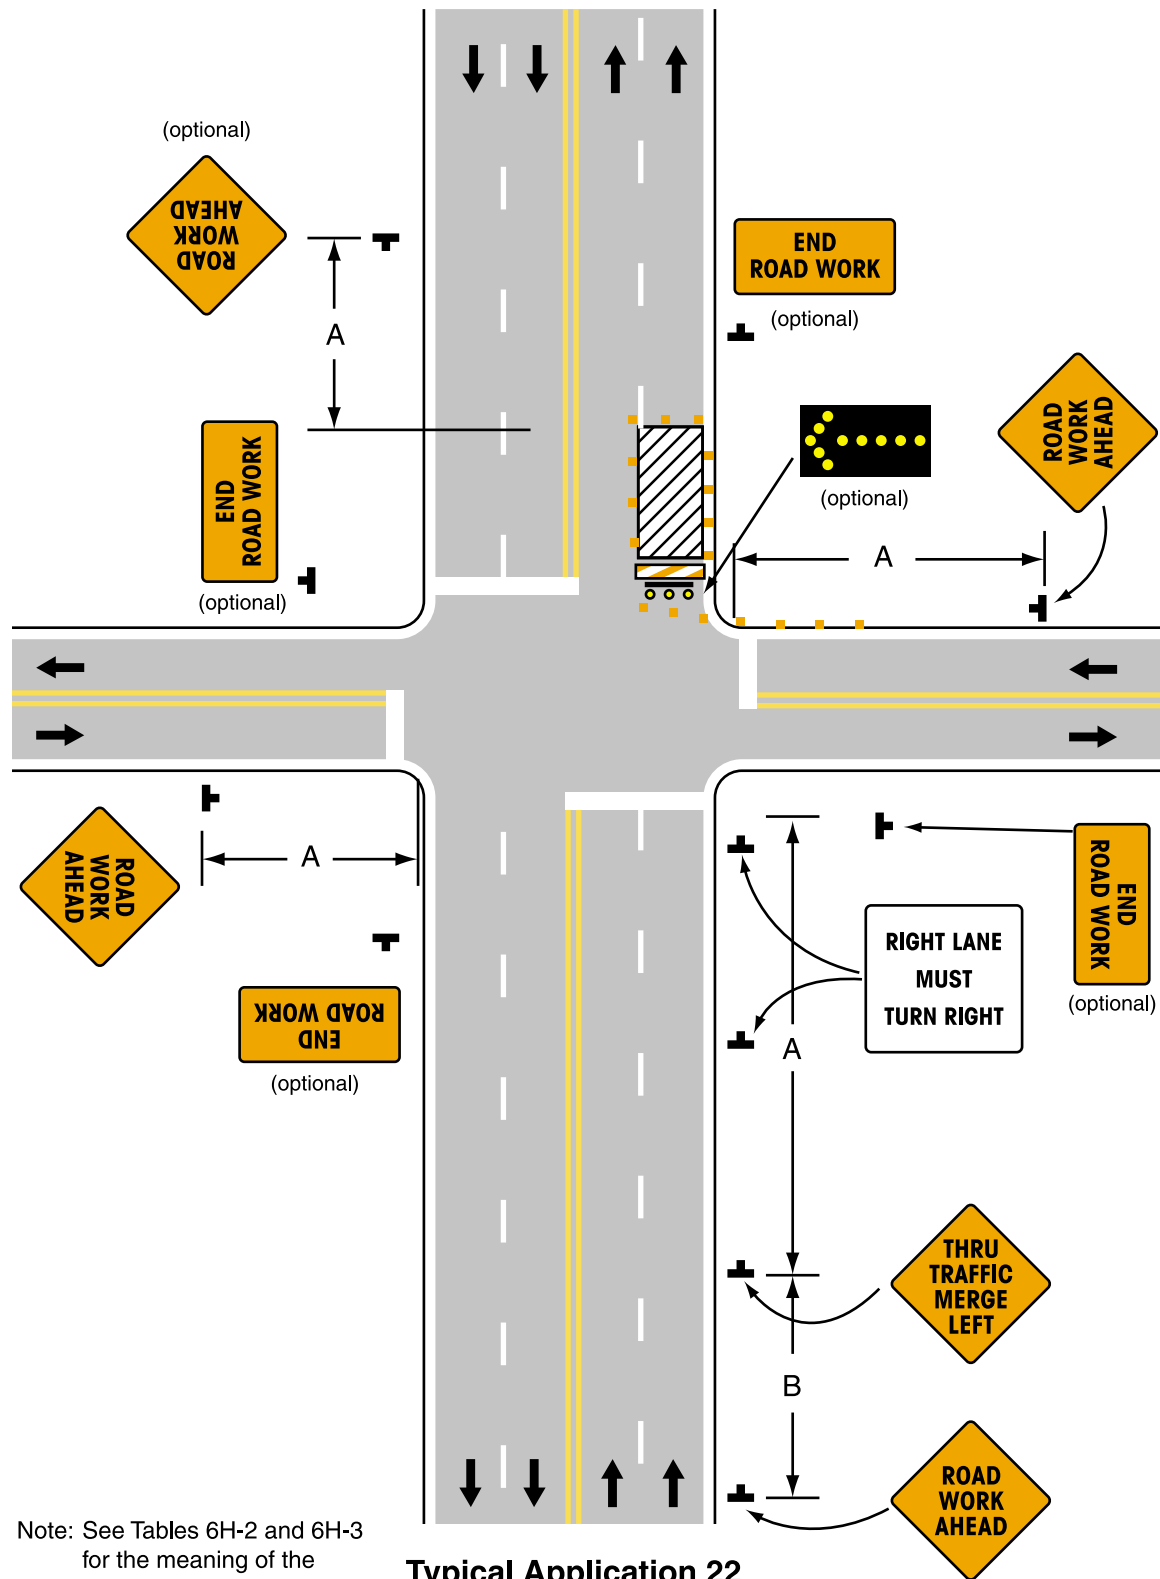 (optional)
ROAD
WORK
AHEAD
END
ROAD WORK
(optional)
A
ROAD
WORK
AHEAD
END
ROAD WORK
(optional)
(optional)
A
ROAD
WORK
AHEAD
A
END
ROAD WORK
(optional)
RIGHT LANE
MUST
TURN RIGHT
END
ROAD WORK
(optional)
A
THRU
TRAFFIC
MERGE
LEFT
B
ROAD
WORK
AHEAD
Note: See Tables 6H-2 and 6H-3
for the meaning of the
Typical Application 22